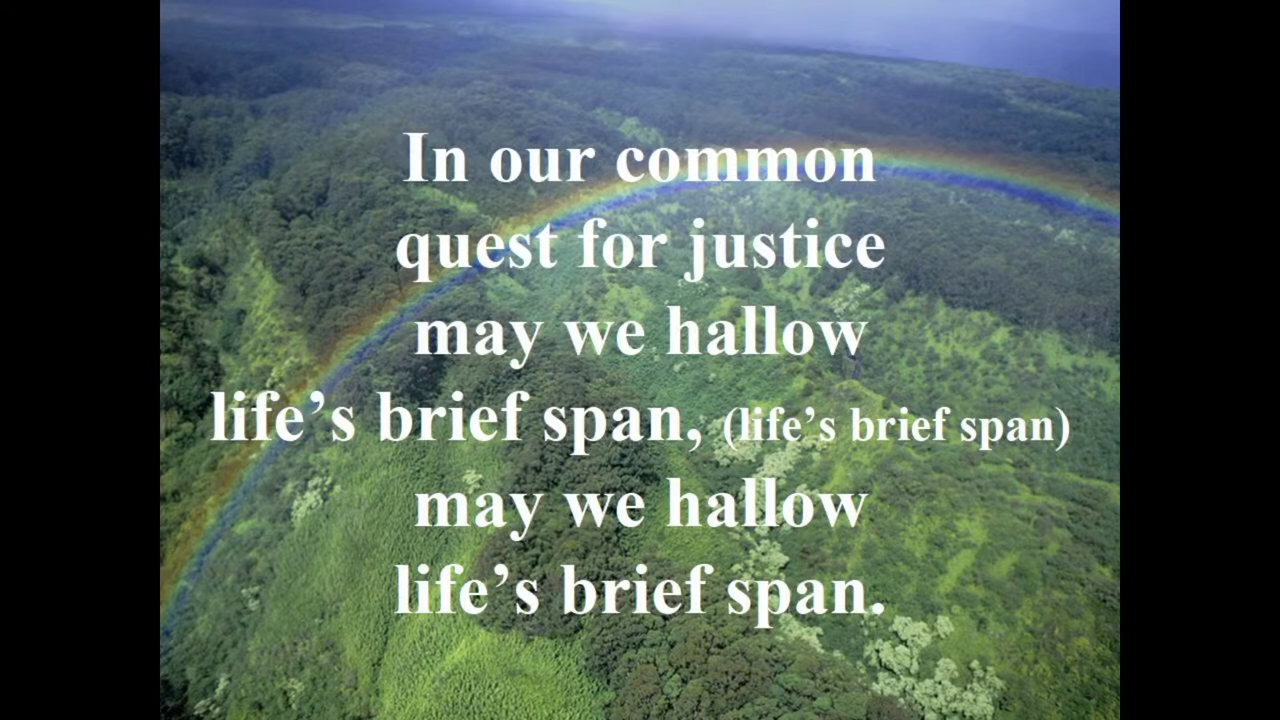 In our common
quest for justice
may we hallow
life’s brief span, (life’s brief span)
may we hallow
life’s brief span.